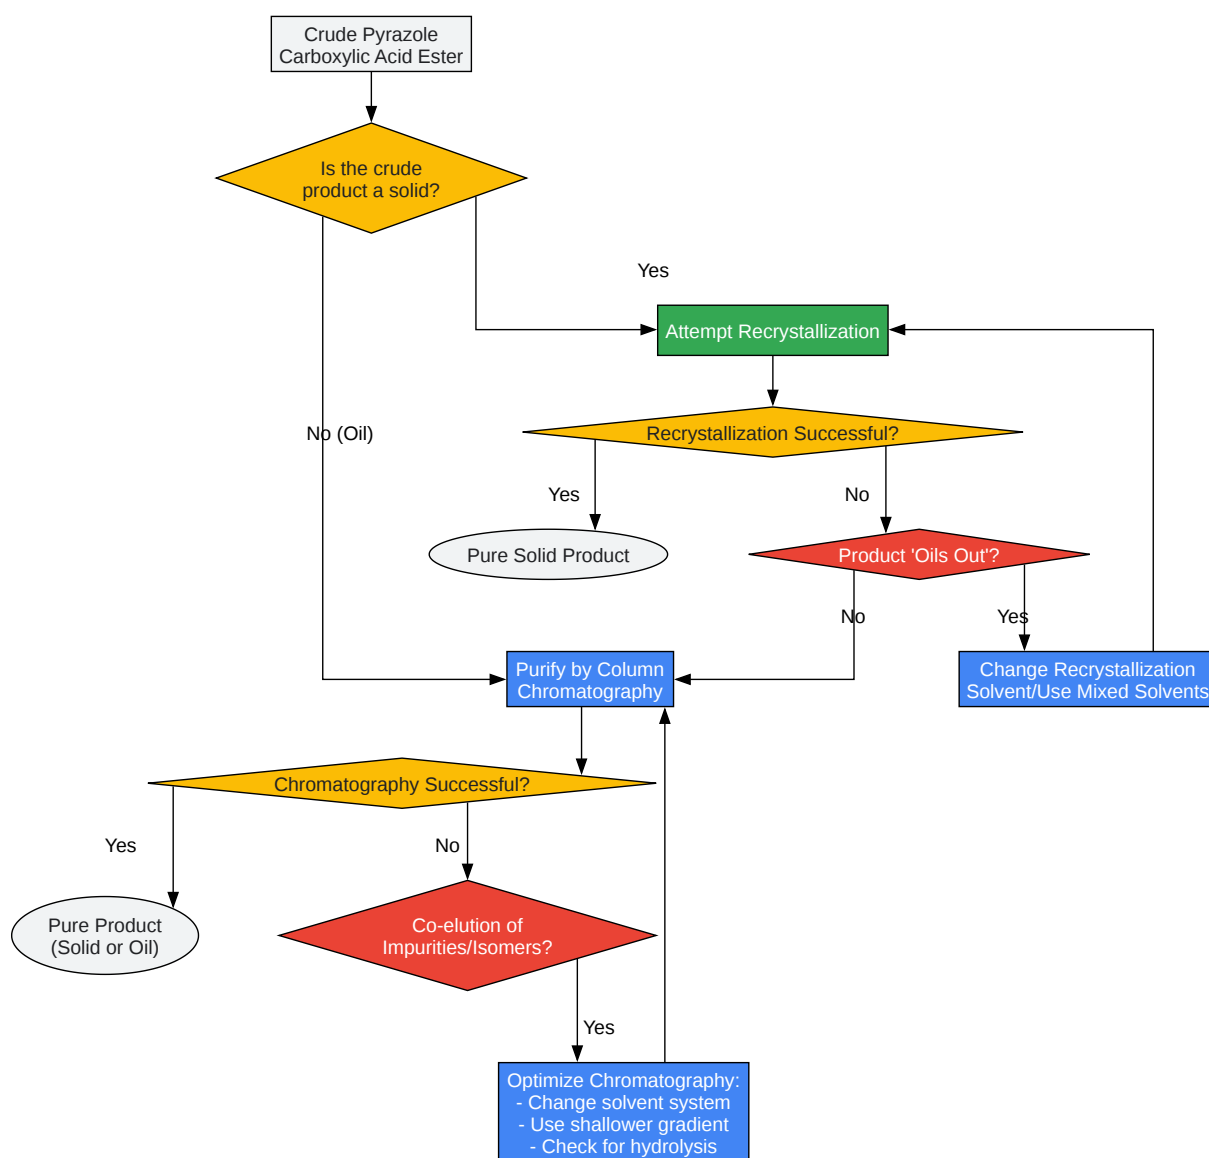 Crude Pyrazole
Carboxylic Acid Ester
Is the crude
product a solid?
Yes
Attempt Recrystallization
No (Oil)
Recrystallization Successful?
Yes
No
Pure Solid Product
Product 'Oils Out'?
No
Yes
Purify by Column
Chromatography
Change Recrystallization
Solvent/Use Mixed Solvents
Chromatography Successful?
Yes
No
Pure Product
(Solid or Oil)
Co-elution of
Impurities/Isomers?
Yes
Optimize Chromatography:
- Change solvent system
- Use shallower gradient
- Check for hydrolysis